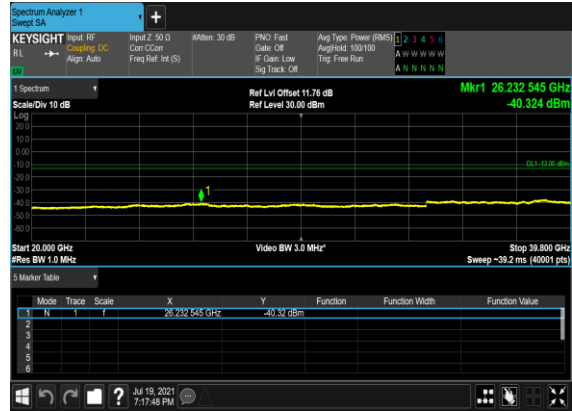 Spectrum Analyzer 1
Swept SA
KEYSIGHT Input: RF Input Z: 50 Ω #Atten: 30 dB PNO: Fast Avg Type: Power (RMS) 1 2 3 4 5 6
RL Coupling: DC Corr CCorr Gate: Off Avg|Hold: 100/100 A W W W W W
Align: Auto Freq Ref: Int (S) IF Gain: Low Trig: Free Run
Sig Track: Off A N N N N N
1 Spectrum Ref Lvl Offset 11.76 dB Mkr1 26.232 545 GHz
Scale/Div 10 dB Ref Level 30.00 dBm -40.324 dBm
Log
20.0
10.0
0.00
-10.0 DL1 -13.00 dBm
-20.0
-30.0 1
-40.0
-50.0
-60.0
Start 20.000 GHz Video BW 3.0 MHz* Stop 39.800 GHz
#Res BW 1.0 MHz Sweep ~39.2 ms (40001 pts)
5 Marker Table
Mode Trace Scale X Y Function Function Width Function Value
1 N 1 f 26.232 545 GHz -40.32 dBm
2
3
4
5
6
? Jul 19, 2021
7:17:48 PM